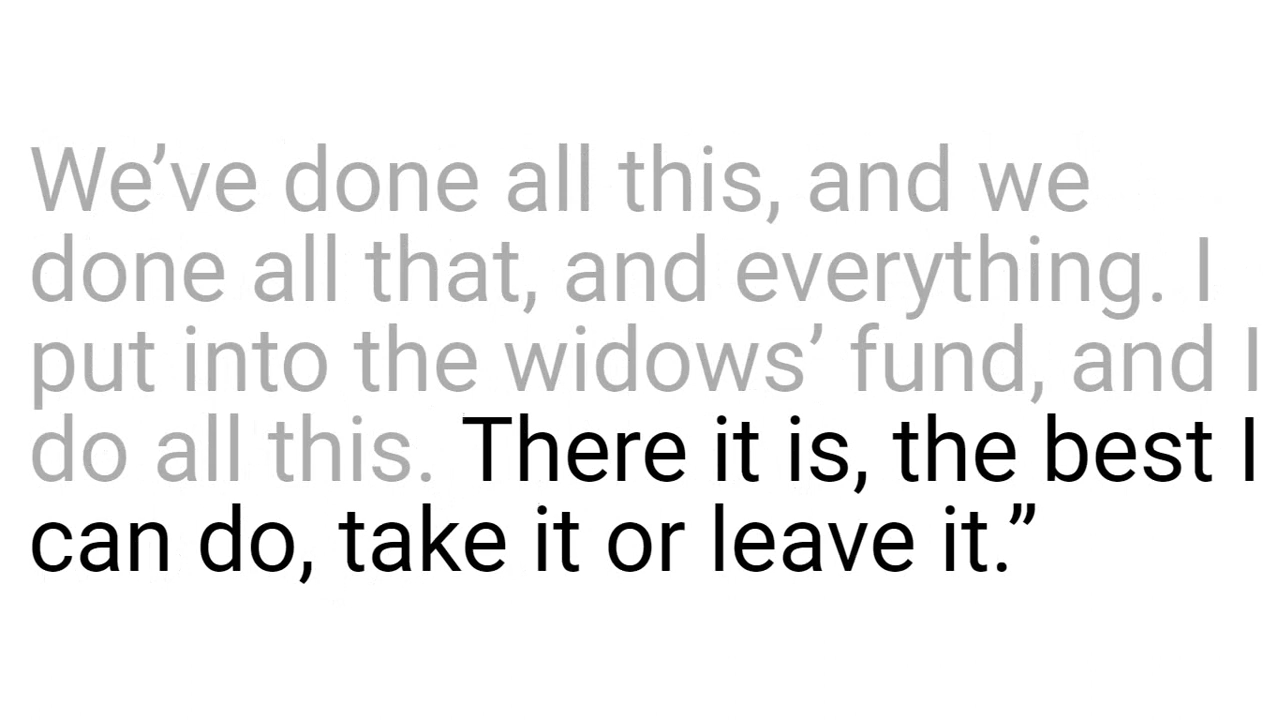 We’ve done all this, and we
done all that, and everything. I
put into the widows’ fund, and I
do all this. There it is, the best I
can do, take it or leave it.”